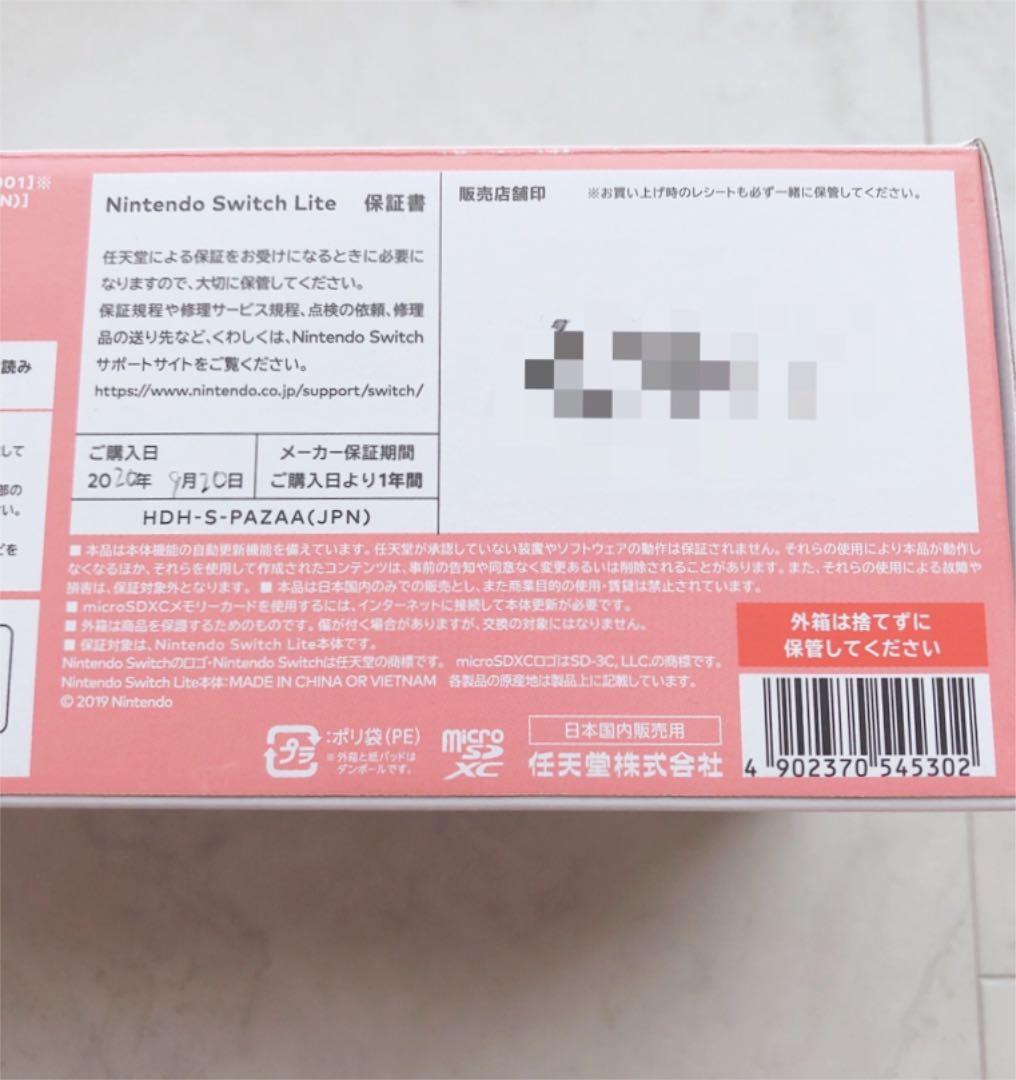 001]※
N)]
Nintendo Switch Lite 保証書
任天堂による保証をお受けになるときに必要に
なりますので、大切に保管してください。
保証規程や修理サービス規程、点検の依頼、修理
品の送り先など、くわしくは、Nintendo Switch
サポートサイトをご覧ください。
https://www.nintendo.co.jp/support/switch/
ご購入日
2020年 9月20日
メーカー保証期間
ご購入日より1年間
HDH-S-PAZAA(JPN)
販売店舗印 ※お買い上げ時のレシートも必ず一緒に保管してください。
読み
して
部の
い。
どを
■ 本品は本体機能の自動更新機能を備えています。任天堂が承認していない装置やソフトウェアの動作は保証されません。それらの使用により本品が動作し
なくなるほか、それらを使用して作成されたコンテンツは、事前の告知や同意なく変更あるいは削除されることがあります。また、それらの使用による故障や
損害は、保証対象外となります。 ■ 本品は日本国内のみでの販売とし、また商業目的の使用・賃貸は禁止されています。
■ microSDXCメモリーカードを使用するには、インターネットに接続して本体更新が必要です。
■ 外箱は商品を保護するためのものです。傷が付く場合がありますが、交換の対象にはなりません。
■ 保証対象は、Nintendo Switch Lite本体です。
Nintendo Switchのロゴ・Nintendo Switchは任天堂の商標です。 microSDXCロゴはSD-3C, LLC.の商標です。
Nintendo Switch Lite本体：MADE IN CHINA OR VIETNAM 各製品の原産地は製品上に記載しています。
© 2019 Nintendo
外箱は捨てずに
保管してください
プラ
:ポリ袋(PE)
※外箱と紙パッドは
ダンボールです。
micro
SD
XC
日本国内販売用
任天堂株式会社
4 902370 545302